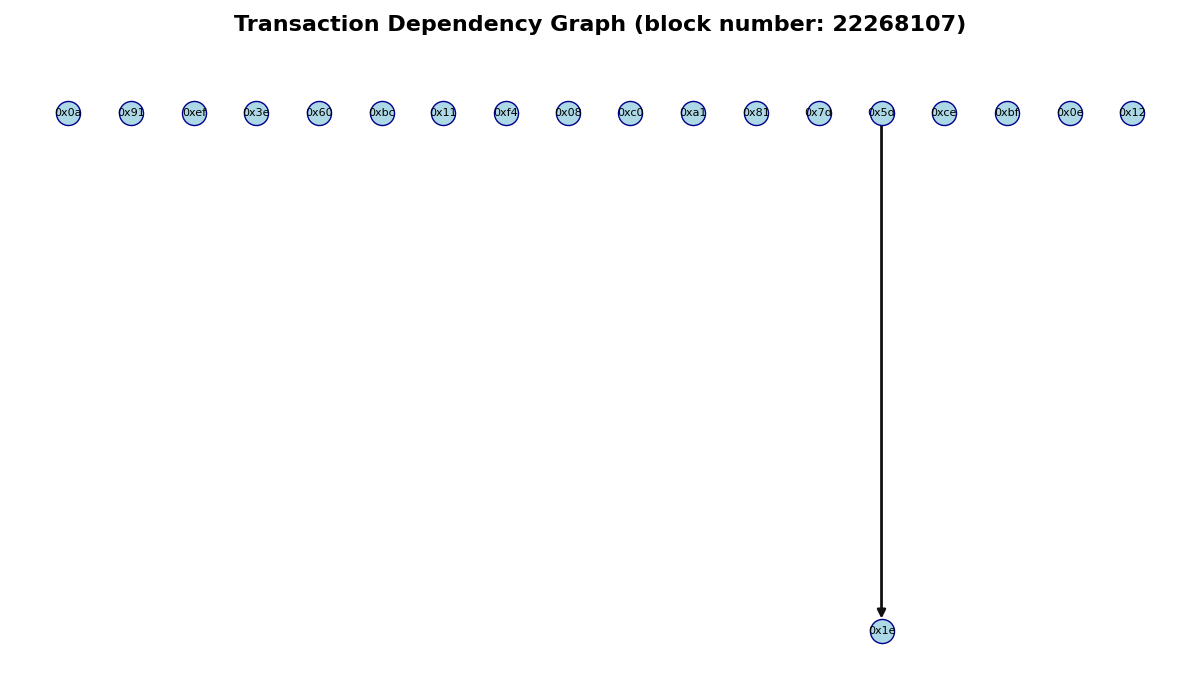 Transaction Dependency Graph (block number: 22268107)
0x0a 0x91 0xef 0x3e 0x60 0xbc 0x11 0xf4 0x08 0xc0 0xa1 0x81 0x7d 0x5d 0xce 0xbf 0x0e 0x12
0x1e